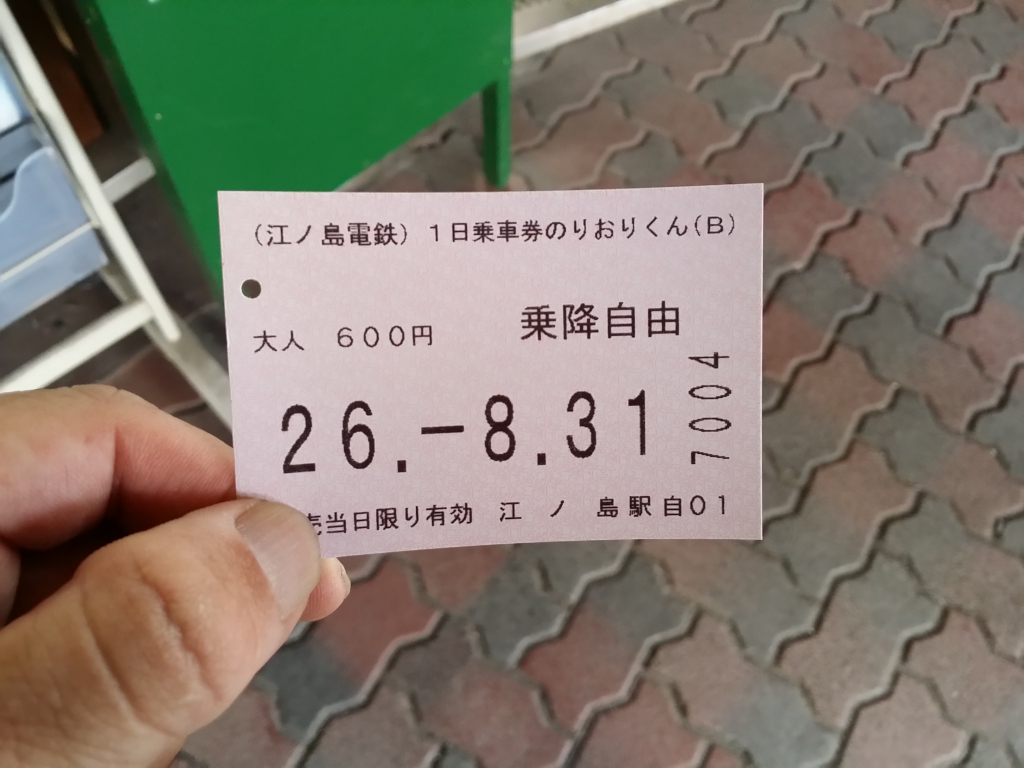 (江ノ島電鉄) 1日乗車券のりおりくん(B)
大人 600円 乗降自由
26.-8.31
7004
売当日限り有効 江ノ島駅自01